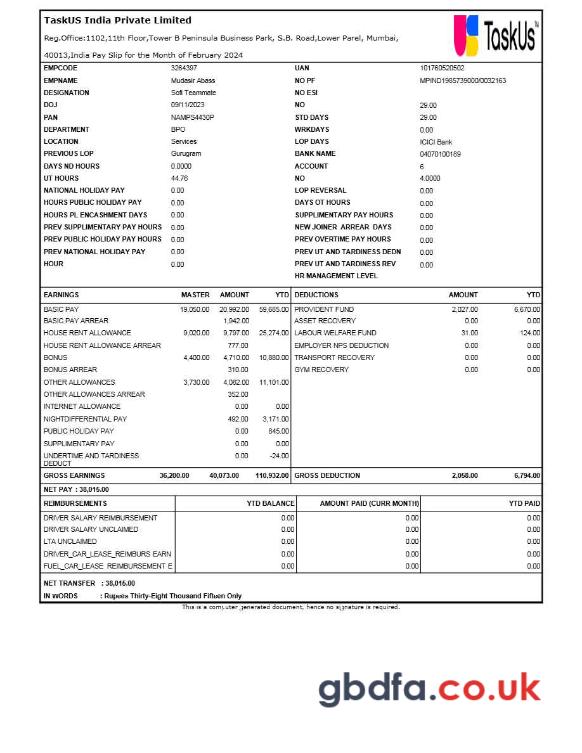 TaskUS India Private Limited
Reg.Office:1102,11th Floor,Tower B Peninsula Business Park, S.B. Road,Lower Parel, Mumbai,
40013,India Pay Slip for the Month of February 2024
TaskUs™
EMPCODE 3264397 UAN 101760520502
EMPNAME Mudasir Abass NO PF MPIND1985739000/0032163
DESIGNATION Sofi Teammate NO ESI
DOJ 09/11/2023 NO 29.00
PAN NAMPS4430P STD DAYS 29.00
DEPARTMENT BPO WRKDAYS 0.00
LOCATION Services LOP DAYS ICICI Bank
PREVIOUS LOP Gurugram BANK NAME 04070100169
DAYS ND HOURS 0.0000 ACCOUNT 6
UT HOURS 44.76 NO 4.0000
NATIONAL HOLIDAY PAY 0.00 LOP REVERSAL 0.00
HOURS PUBLIC HOLIDAY PAY 0.00 DAYS OT HOURS 0.00
HOURS PL ENCASHMENT DAYS 0.00 SUPPLIMENTARY PAY HOURS 0.00
PREV SUPPLIMENTARY PAY HOURS 0.00 NEW JOINER ARREAR DAYS 0.00
PREV PUBLIC HOLIDAY PAY HOURS 0.00 PREV OVERTIME PAY HOURS 0.00
PREV NATIONAL HOLIDAY PAY 0.00 PREV UT AND TARDINESS DEDN 0.00
HOUR 0.00 PREV UT AND TARDINESS REV 0.00
HR MANAGEMENT LEVEL
EARNINGS MASTER AMOUNT YTD DEDUCTIONS AMOUNT YTD
BASIC PAY 19,050.00 20,992.00 59,685.00 PROVIDENT FUND 2,027.00 6,670.00
BASIC PAY ARREAR 1,942.00 ASSET RECOVERY 0.00 0.00
HOUSE RENT ALLOWANCE 9,020.00 9,797.00 25,274.00 LABOUR WELFARE FUND 31.00 124.00
HOUSE RENT ALLOWANCE ARREAR 777.00 EMPLOYER NPS DEDUCTION 0.00 0.00
BONUS 4,400.00 4,710.00 10,880.00 TRANSPORT RECOVERY 0.00 0.00
BONUS ARREAR 310.00 GYM RECOVERY 0.00 0.00
OTHER ALLOWANCES 3,730.00 4,082.00 11,101.00
OTHER ALLOWANCES ARREAR 352.00
INTERNET ALLOWANCE 0.00 0.00
NIGHTDIFFERENTIAL PAY 492.00 3,171.00
PUBLIC HOLIDAY PAY 0.00 845.00
SUPPLIMENTARY PAY 0.00 0.00
UNDERTIME AND TARDINESS 0.00 -24.00
DEDUCT
GROSS EARNINGS 36,200.00 40,073.00 110,932.00 GROSS DEDUCTION 2,058.00 6,794.00
NET PAY : 38,015.00
REIMBURSEMENTS YTD BALANCE AMOUNT PAID (CURR MONTH) YTD PAID
DRIVER SALARY REIMBURSEMENT 0.00 0.00 0.00
DRIVER SALARY UNCLAIMED 0.00 0.00 0.00
LTA UNCLAIMED 0.00 0.00 0.00
DRIVER_CAR_LEASE_REIMBURS EARN 0.00 0.00 0.00
FUEL_CAR_LEASE REIMBURSEMENT E 0.00 0.00 0.00
NET TRANSFER : 38,015.00
IN WORDS : Rupees Thirty-Eight Thousand Fifteen Only
This is a computer generated document, hence no signature is required.
gbdfa.co.uk